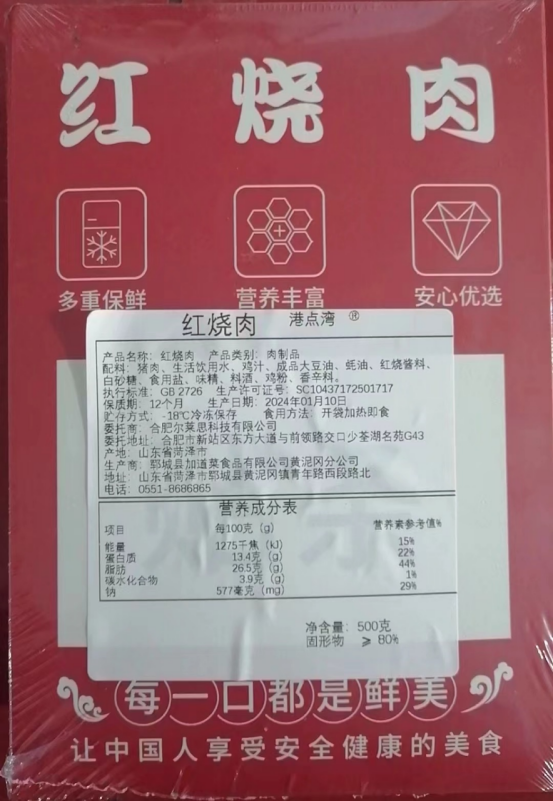 红烧肉
多重保鲜 营养丰富 安心优选
红烧肉 港点湾 ®
产品名称：红烧肉 产品类别：肉制品
配料：猪肉、生活饮用水、鸡汁、成品大豆油、蚝油、红烧酱料、
白砂糖、食用盐、味精、料酒、鸡粉、香辛料。
执行标准：GB 2726 生产许可证号：SC10437172501717
保质期：12个月 生产日期：2024年01月10日
贮存方式：-18℃冷冻保存 食用方法：开袋加热即食
委托商：合肥尔莱思科技有限公司
委托地址：合肥市新站区东方大道与前领路交口少荃湖名苑G43
产地：山东省菏泽市
生产商：郓城县加道菜食品有限公司黄泥冈分公司
地址：山东省菏泽市郓城县黄泥冈镇青年路西段路北
电话：0551-8686865
营养成分表
项目 每100克（g） 营养素参考值%
能量 1275千焦（kJ） 15%
蛋白质 13.4克（g） 22%
脂肪 26.5克（g） 44%
碳水化合物 3.9克（g） 1%
钠 577毫克（mg） 29%
净含量：500克
固形物 ≥ 80%
每一口都是鲜美
让中国人享受安全健康的美食